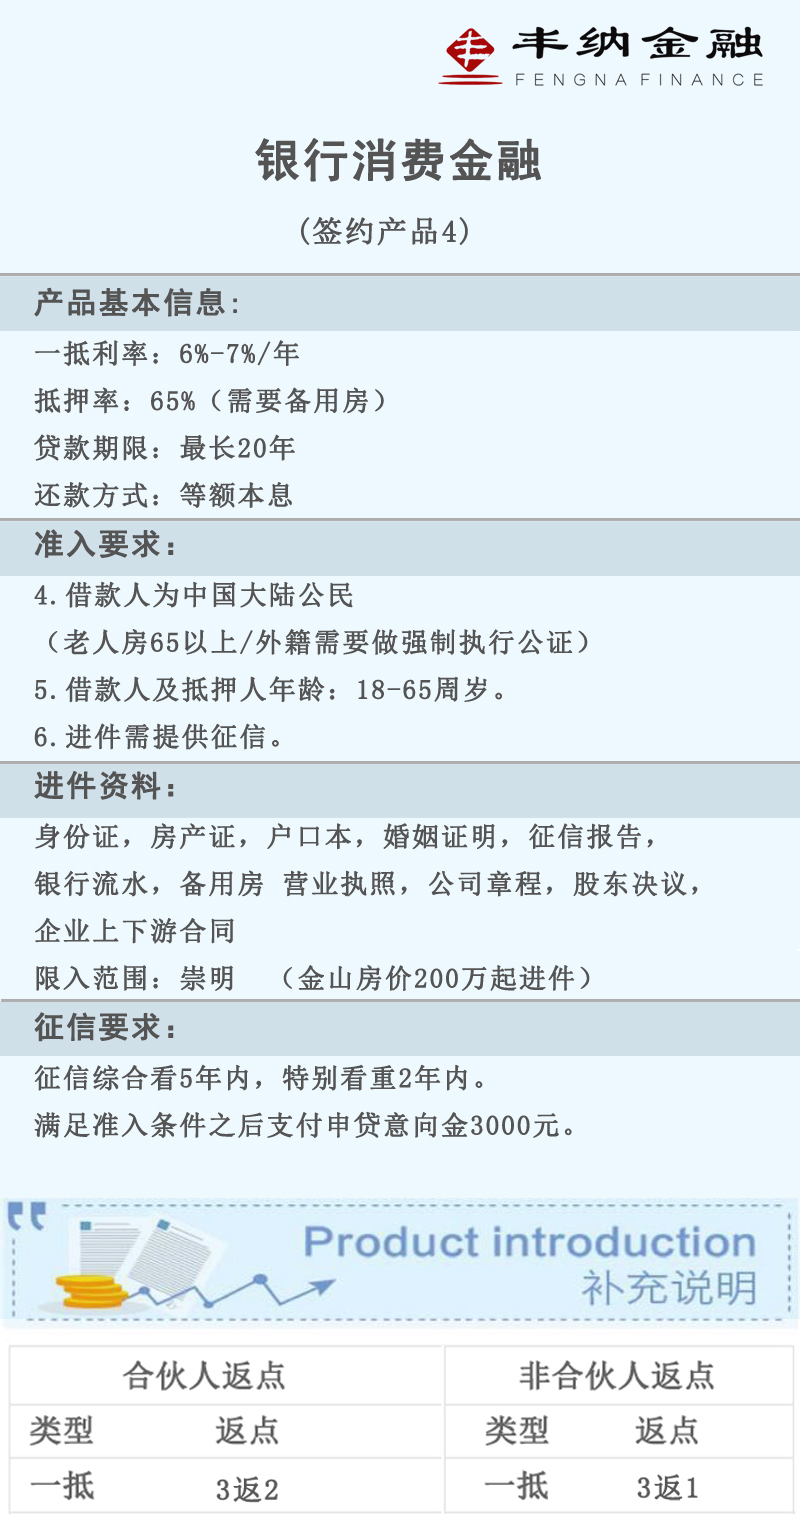 丰纳金融
FENGNA FINANCE
银行消费金融
(签约产品4)
产品基本信息:
一抵利率：6%-7%/年
抵押率：65%（需要备用房）
贷款期限：最长20年
还款方式：等额本息
准入要求：
4.借款人为中国大陆公民
（老人房65以上/外籍需要做强制执行公证）
5.借款人及抵押人年龄：18-65周岁。
6.进件需提供征信。
进件资料：
身份证，房产证，户口本，婚姻证明，征信报告，
银行流水，备用房 营业执照，公司章程，股东决议，
企业上下游合同
限入范围：崇明 （金山房价200万起进件）
征信要求：
征信综合看5年内，特别看重2年内。
满足准入条件之后支付申贷意向金3000元。
Product introduction
补充说明
合伙人返点 非合伙人返点
类型 返点 类型 返点
一抵 3返2 一抵 3返1